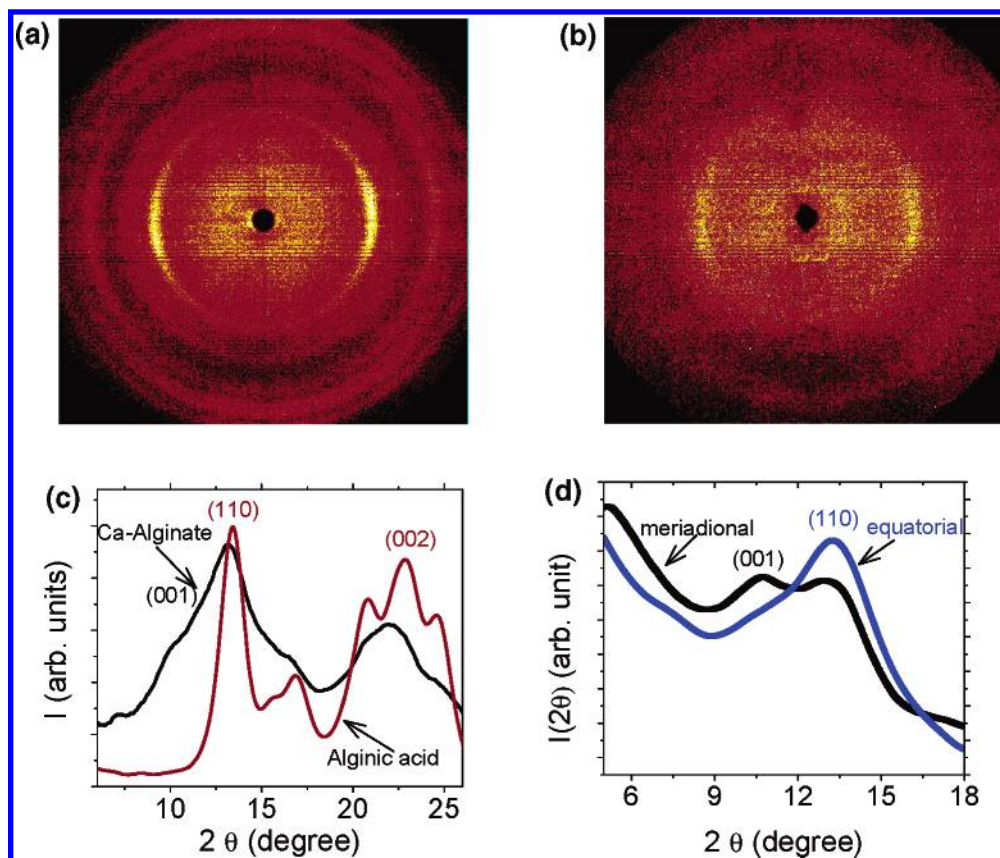 (a)
(b)
(c)
(110)
Ca-Alginate
(001)
(002)
Alginic acid
I (arb. units)
10 15 20 25
2 θ (degree)
(d)
(110)
meriadional
equatorial
(001)
I(2θ) (arb. unit)
6 9 12 15 18
2 θ (degree)